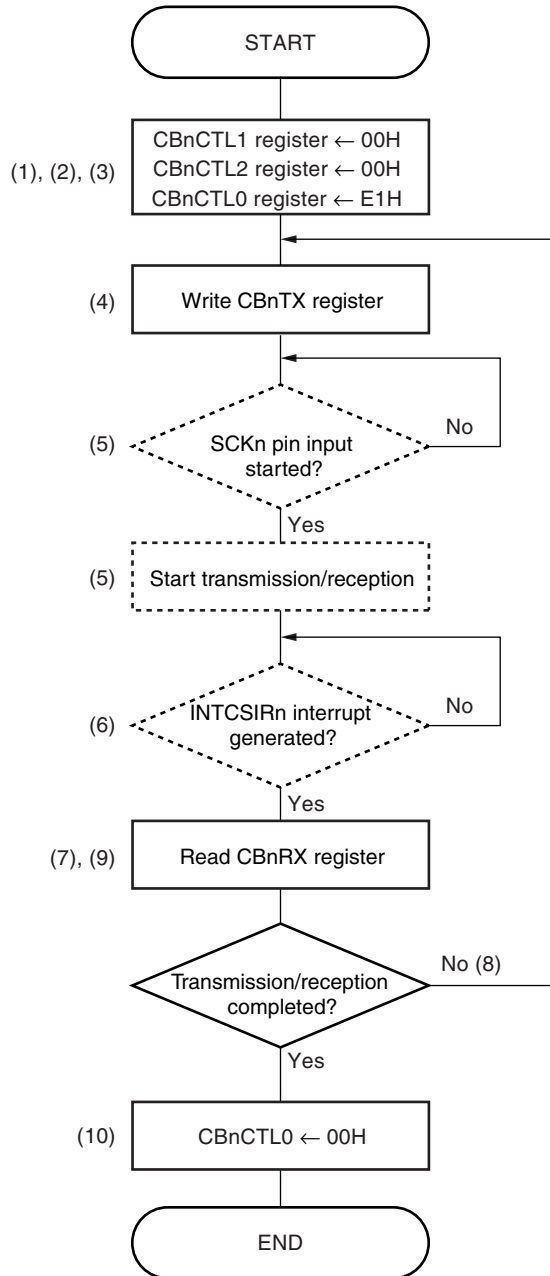 START
(1), (2), (3)
CBnCTL1 register ← 00H
CBnCTL2 register ← 00H
CBnCTL0 register ← E1H
(4)
Write CBnTX register
(5)
SCKn pin input
started?
No
Yes
(5)
Start transmission/reception
(6)
INTCSIRn interrupt
generated?
No
Yes
(7), (9)
Read CBnRX register
Transmission/reception
completed?
No (8)
Yes
(10)
CBnCTL0 ← 00H
END